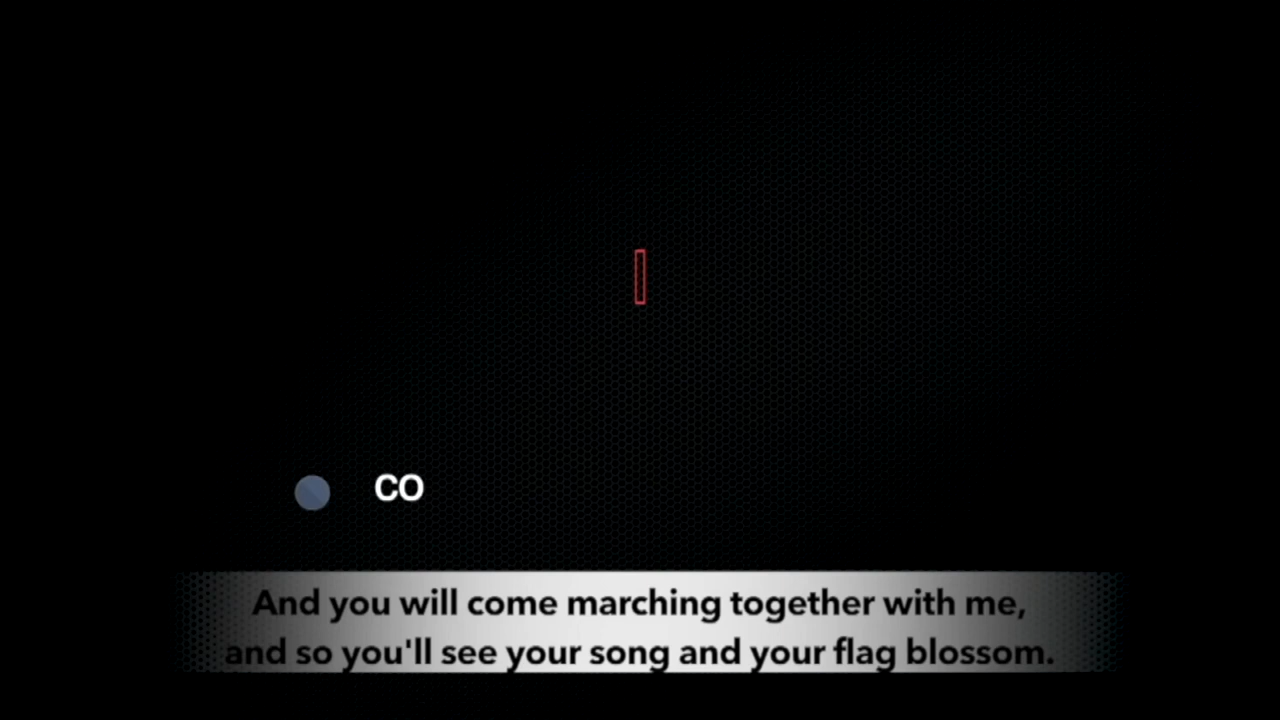 CO
And you will come marching together with me,
and so you'll see your song and your flag blossom.